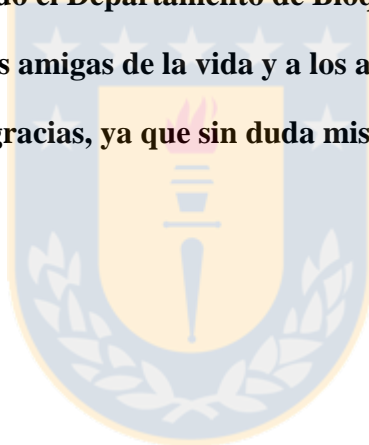 do el Departamento de Bioq
s amigas de la vida y a los a
gracias, ya que sin duda mis